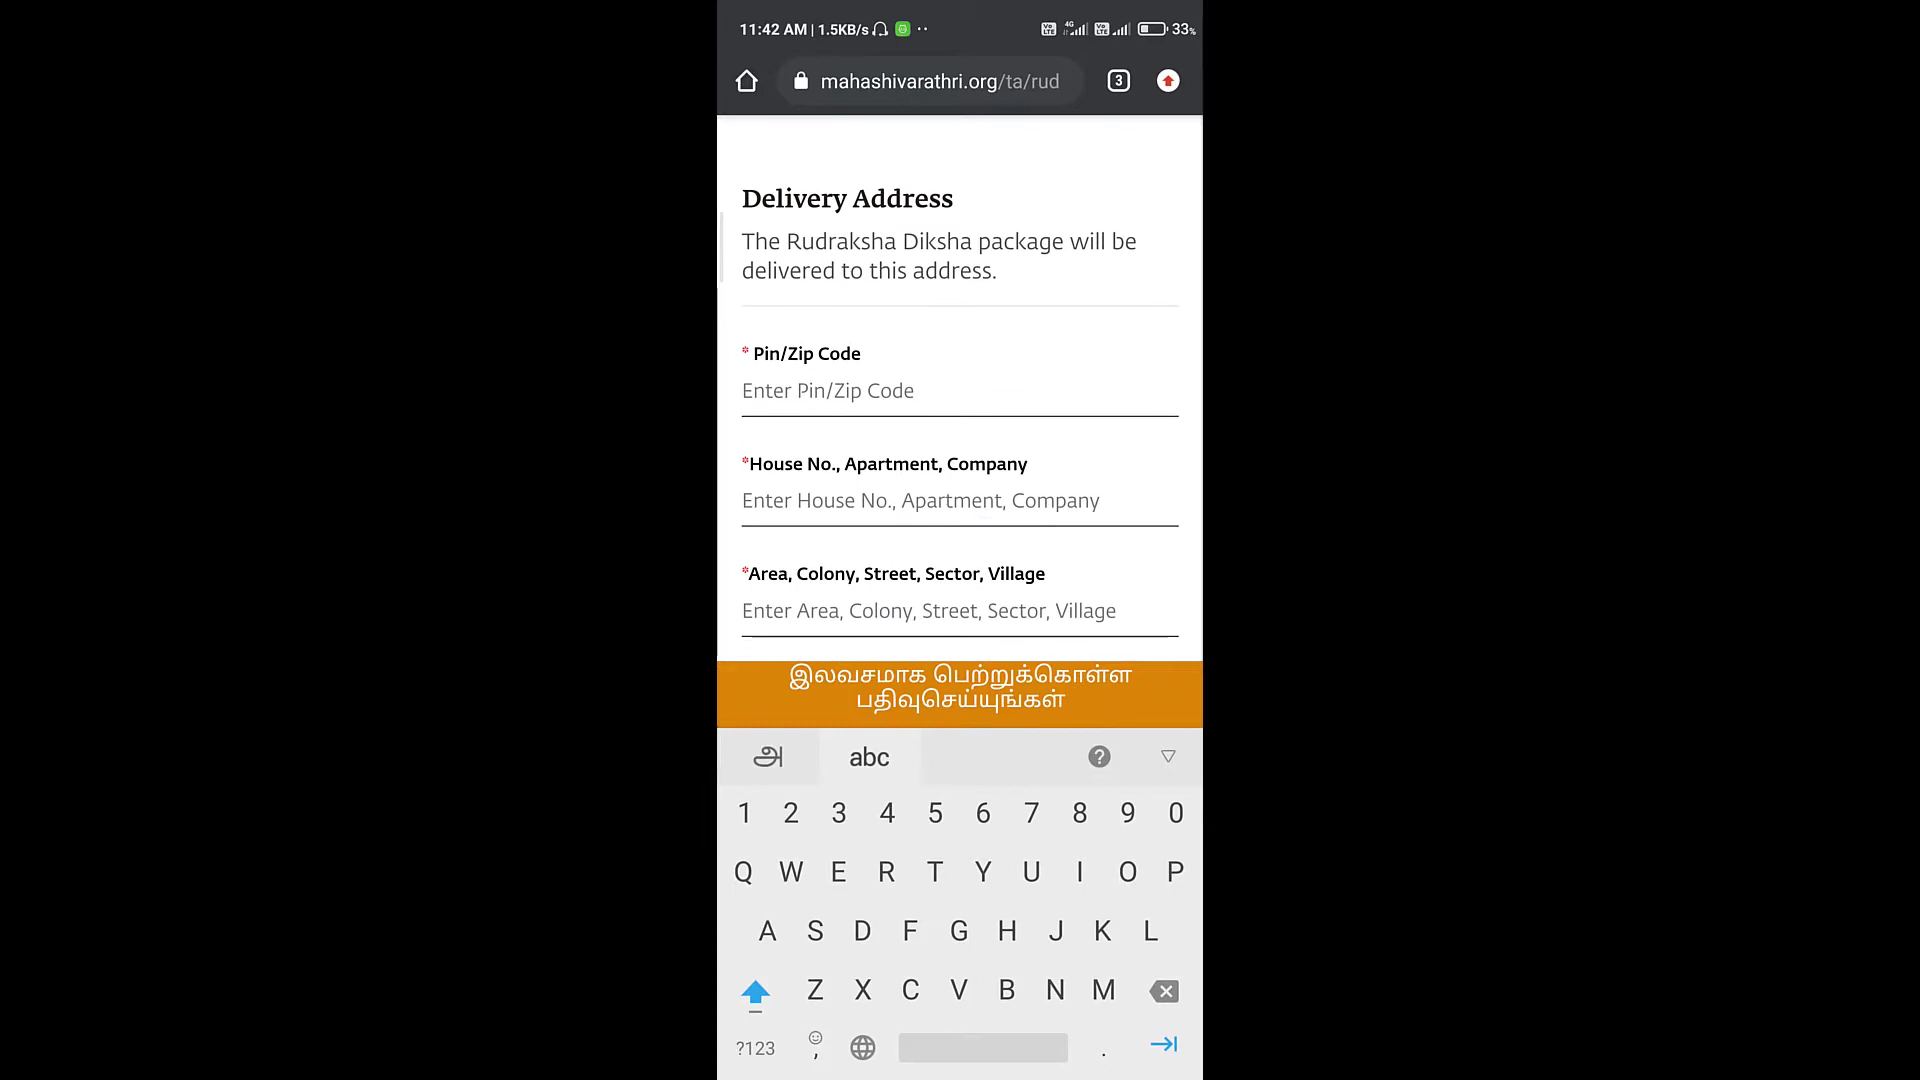 11:42 AM | 1.5KB/s 4G 33%
mahashivarathri.org/ta/rud 3
Delivery Address
The Rudraksha Diksha package will be
delivered to this address.
* Pin/Zip Code
Enter Pin/Zip Code
*House No., Apartment, Company
Enter House No., Apartment, Company
*Area, Colony, Street, Sector, Village
Enter Area, Colony, Street, Sector, Village
இலவசமாக பெற்றுக்கொள்ள
பதிவுசெய்யுங்கள்
அ abc ?
1 2 3 4 5 6 7 8 9 0
Q W E R T Y U I O P
A S D F G H J K L
Z X C V B N M
?123 , .